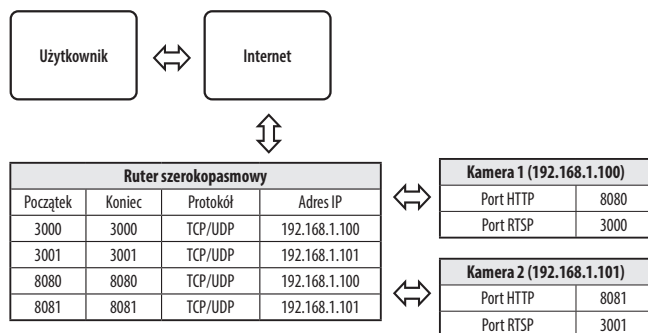 Użytkownik
Internet
Ruter szerokopasmowy
Początek Koniec Protokół Adres IP
3000 3000 TCP/UDP 192.168.1.100
3001 3001 TCP/UDP 192.168.1.101
8080 8080 TCP/UDP 192.168.1.100
8081 8081 TCP/UDP 192.168.1.101
Kamera 1 (192.168.1.100)
Port HTTP 8080
Port RTSP 3000
Kamera 2 (192.168.1.101)
Port HTTP 8081
Port RTSP 3001